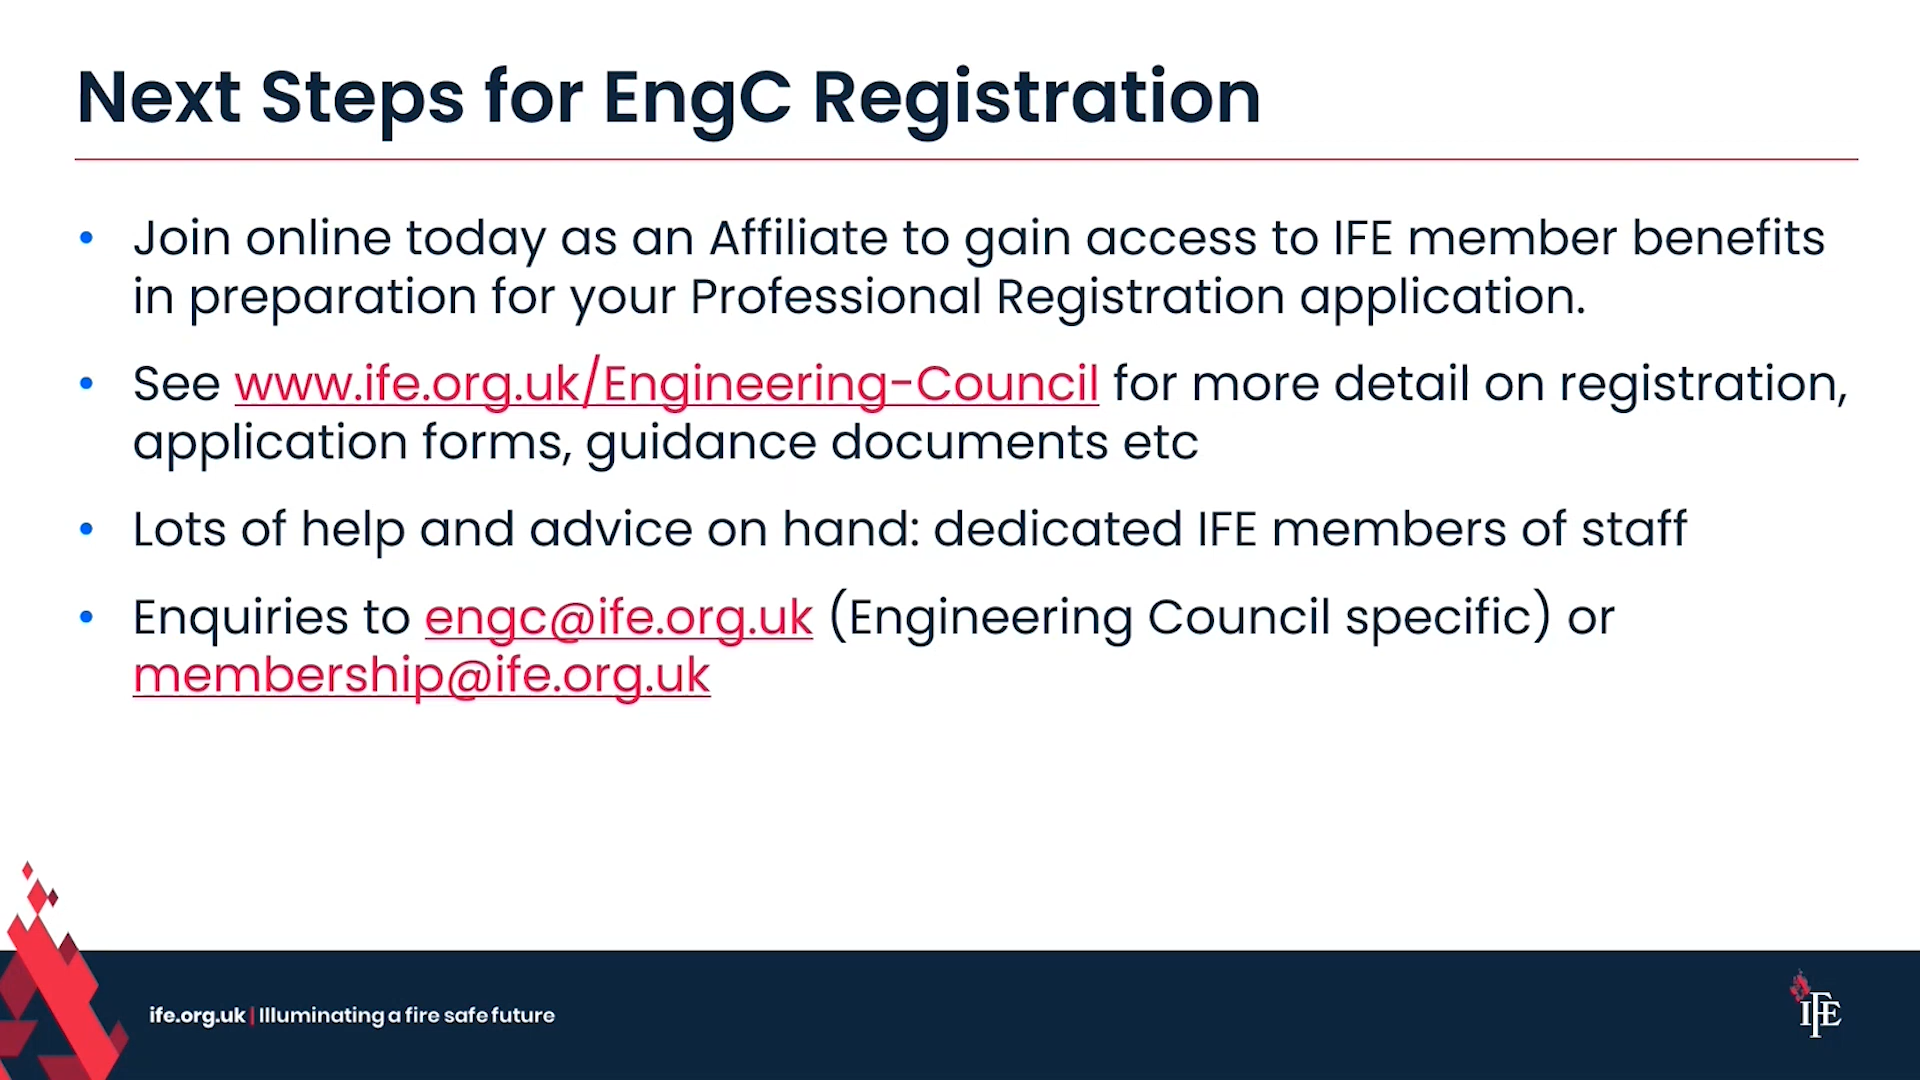 Next Steps for EngC Registration
• Join online today as an Affiliate to gain access to IFE member benefits
in preparation for your Professional Registration application.
• See www.ife.org.uk/Engineering-Council for more detail on registration,
application forms, guidance documents etc
• Lots of help and advice on hand: dedicated IFE members of staff
• Enquiries to engc@ife.org.uk (Engineering Council specific) or
membership@ife.org.uk
ife.org.uk | Illuminating a fire safe future
IFE